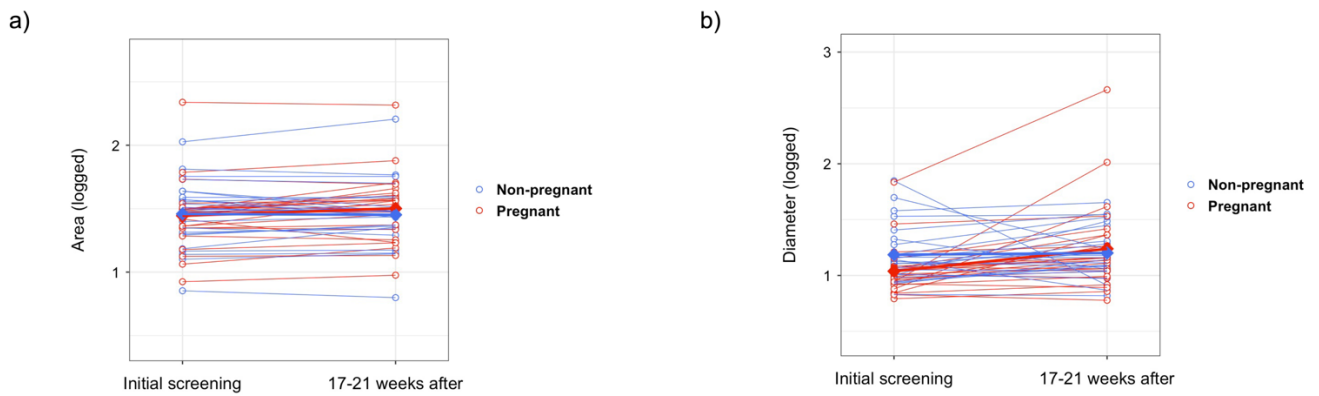 a)
Area (logged)
2
1
Initial screening
17-21 weeks after
Non-pregnant
Pregnant
b)
Diameter (logged)
3
2
1
Initial screening
17-21 weeks after
Non-pregnant
Pregnant